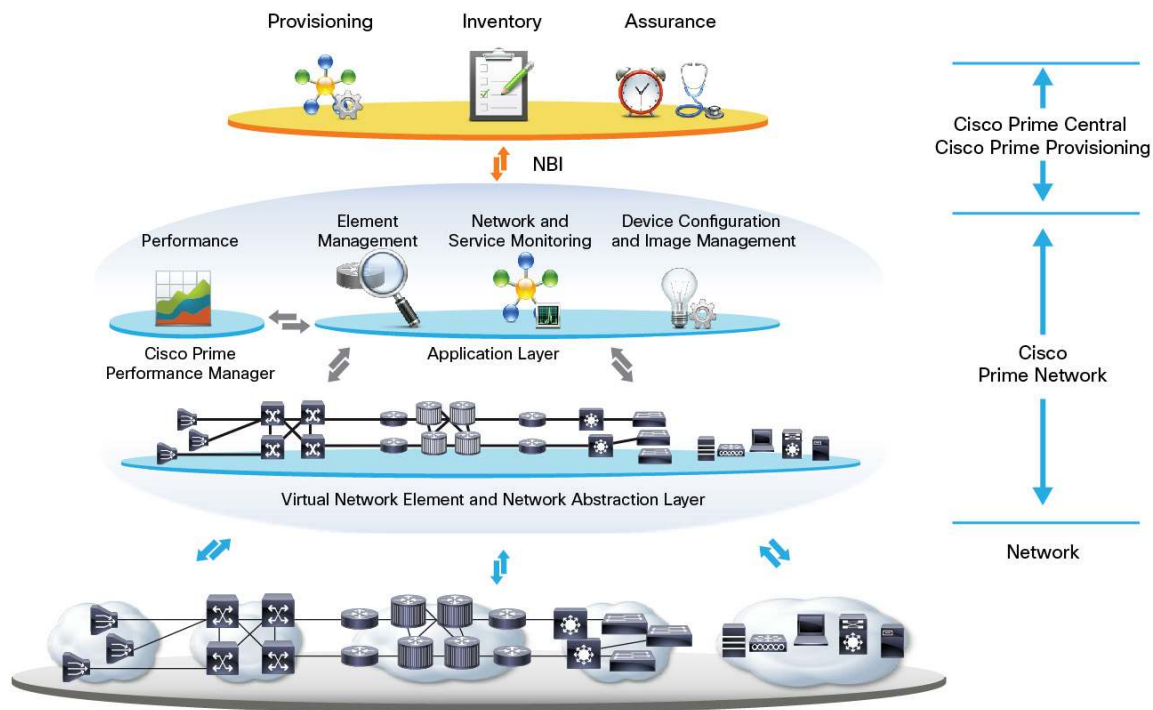 Provisioning
Inventory
Assurance
Cisco Prime Central
Cisco Prime Provisioning
NBI
Performance
Element
Management
Network and
Service Monitoring
Device Configuration
and Image Management
Cisco Prime
Performance Manager
Application Layer
Cisco
Prime Network
Virtual Network Element and Network Abstraction Layer
Network